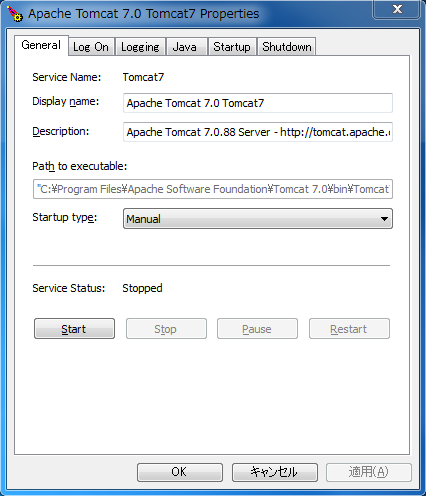 Apache Tomcat 7.0 Tomcat7 Properties
General Log On Logging Java Startup Shutdown
Service Name: Tomcat7
Display name: Apache Tomcat 7.0 Tomcat7
Description: Apache Tomcat 7.0.88 Server - http://tomcat.apache.
Path to executable:
"C:¥Program Files¥Apache Software Foundation¥Tomcat 7.0¥bin¥Tomcat
Startup type: Manual
Service Status: Stopped
Start Stop Pause Restart
OK キャンセル 適用(A)